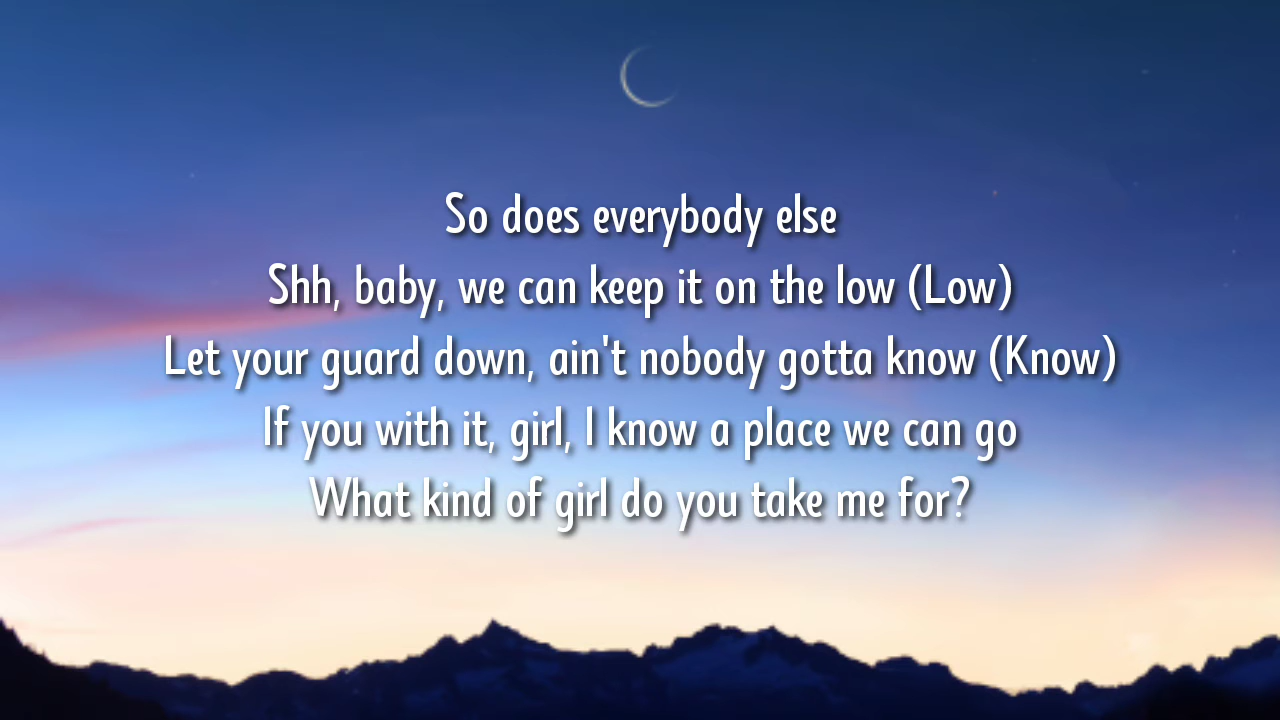 So does everybody else
Shh, baby, we can keep it on the low (Low)
Let your guard down, ain't nobody gotta know (Know)
If you with it, girl, I know a place we can go
What kind of girl do you take me for?